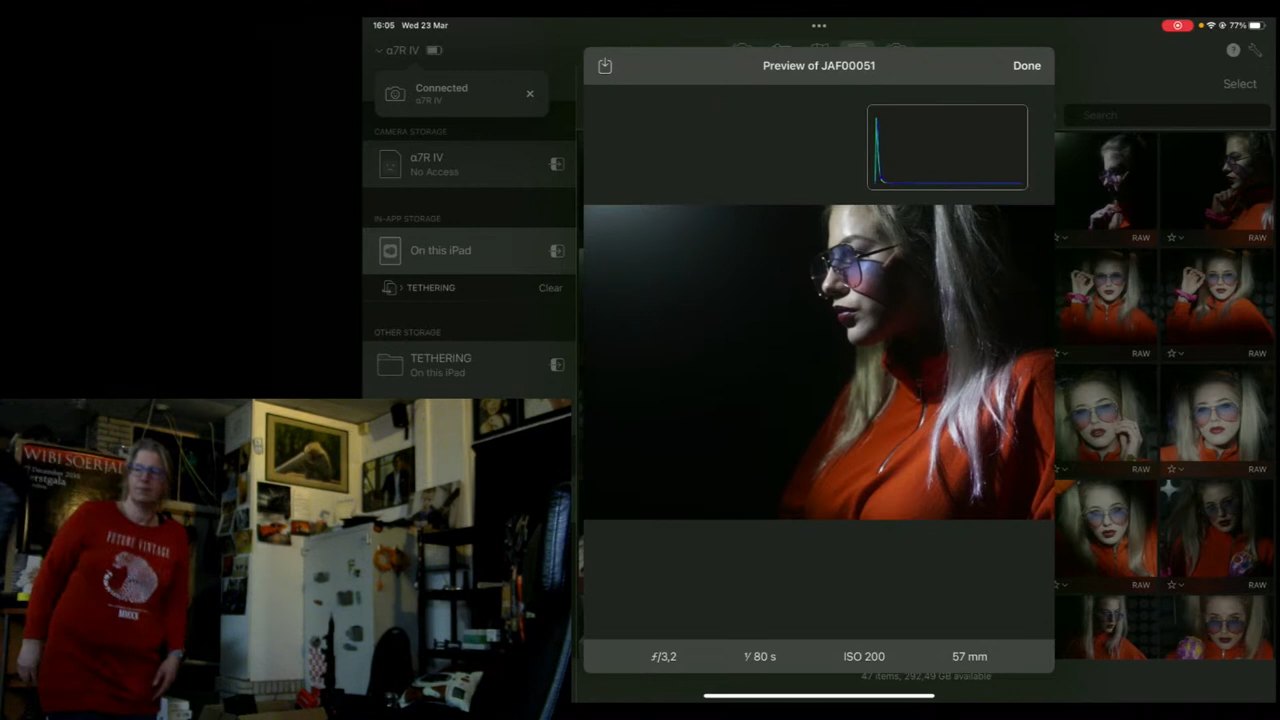 16:05 Wed 23 Mar
77%
α7R IV
Connected
α7R IV
CAMERA STORAGE
α7R IV
No Access
IN-APP STORAGE
On this iPad
TETHERING
Clear
OTHER STORAGE
TETHERING
On this iPad
Preview of JAF00051
Done
f/3,2
¹⁄ 80 s
ISO 200
57 mm
47 items, 292,49 GB available
Select
Search
RAW
RAW
RAW
RAW
RAW
RAW
RAW
RAW
WIBI SOERJADI
FUTURE VINTAGE
MMXX